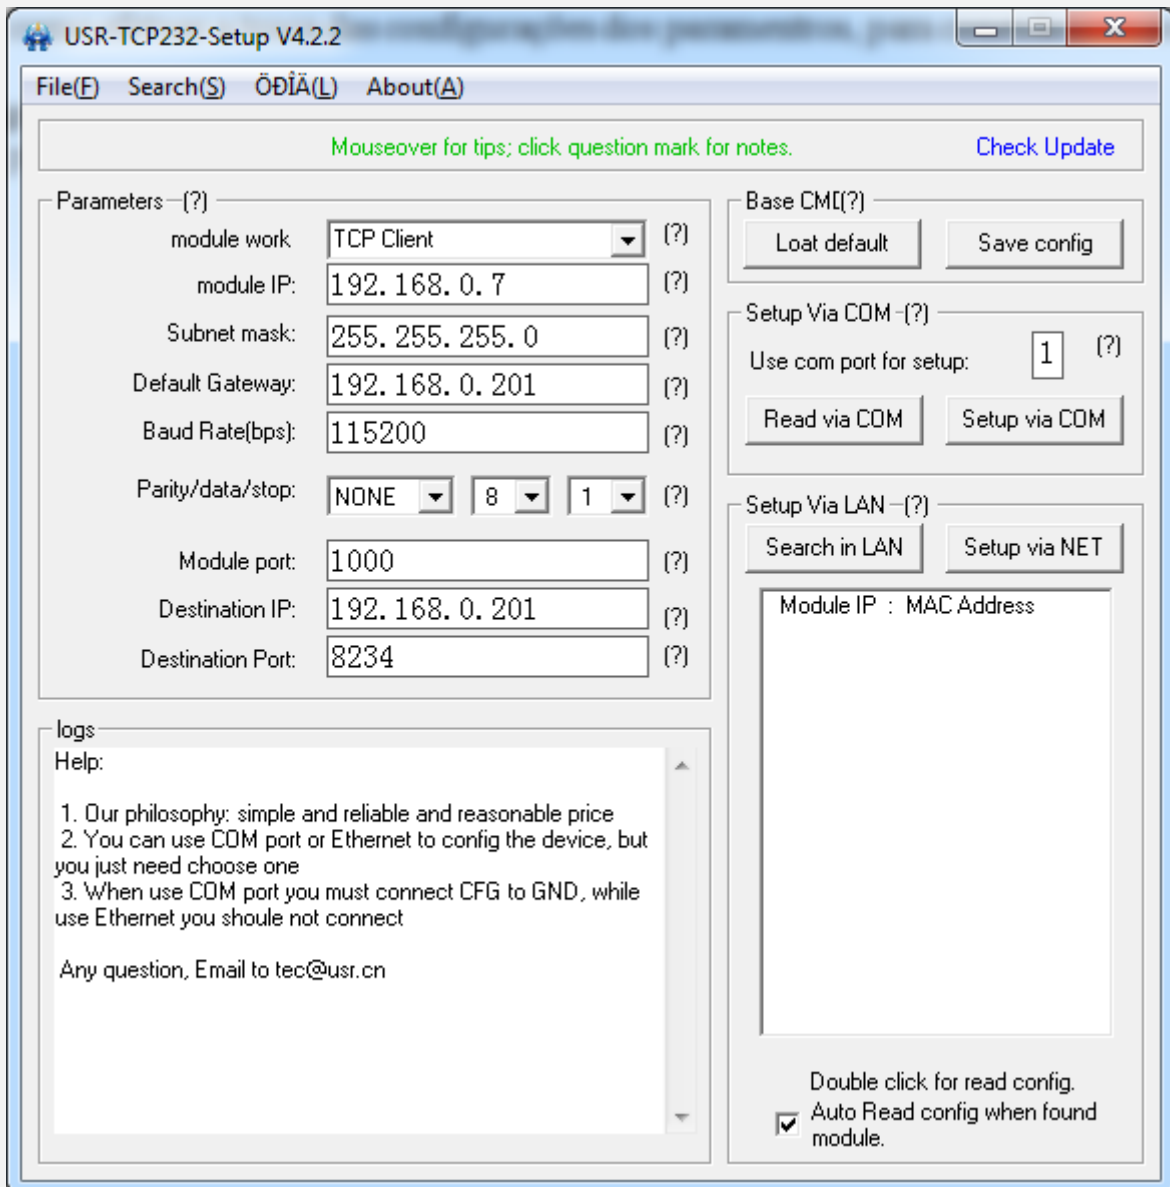 USR-TCP232-Setup V4.2.2
File(F) Search(S) ÖÐÎÄ(L) About(A)
Mouseover for tips; click question mark for notes. Check Update
Parameters (?)
module work TCP Client (?)
module IP: 192.168.0.7 (?)
Subnet mask: 255.255.255.0 (?)
Default Gateway: 192.168.0.201 (?)
Baud Rate(bps): 115200 (?)
Parity/data/stop: NONE 8 1 (?)
Module port: 1000 (?)
Destination IP: 192.168.0.201 (?)
Destination Port: 8234 (?)
logs
Help:
1. Our philosophy: simple and reliable and reasonable price
2. You can use COM port or Ethernet to config the device, but
you just need choose one
3. When use COM port you must connect CFG to GND, while
use Ethernet you shoule not connect
Any question, Email to tec@usr.cn
Base CMD(?)
Loat default Save config
Setup Via COM (?)
Use com port for setup: 1 (?)
Read via COM Setup via COM
Setup Via LAN (?)
Search in LAN Setup via NET
Module IP : MAC Address
Double click for read config.
Auto Read config when found
module.